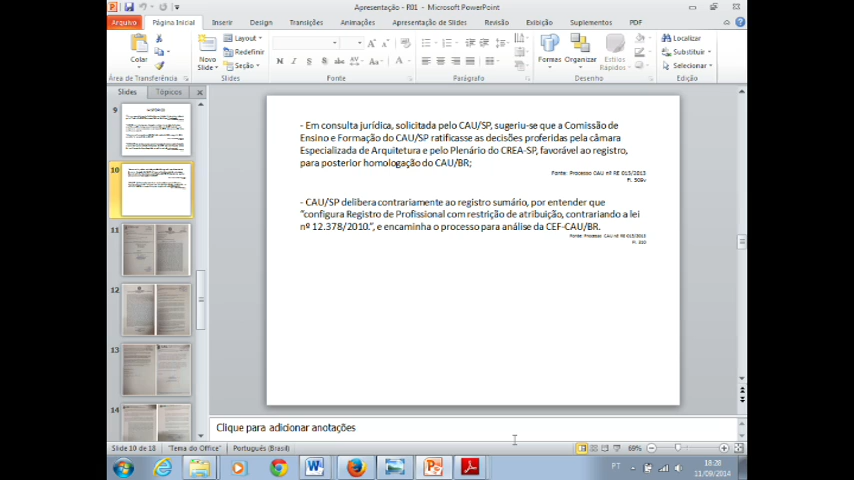 Apresentação - R01 - Microsoft PowerPoint
Arquivo Página Inicial Inserir Design Transições Animações Apresentação de Slides Revisão Exibição Suplementos PDF
Colar
Novo Slide
Layout
Redefinir
Seção
Formas
Organizar
Estilos Rápidos
Localizar
Substituir
Selecionar
Área de Transferência Slides Fonte Parágrafo Desenho Edição
Slides Tópicos
9
10
11
12
13
14
- Em consulta jurídica, solicitada pelo CAU/SP, sugeriu-se que a Comissão de
Ensino e Formação do CAU/SP ratificasse as decisões proferidas pela câmara
Especializada de Arquitetura e pelo Plenário do CREA-SP, favorável ao registro,
para posterior homologação do CAU/BR;
- CAU/SP delibera contrariamente ao registro sumário, por entender que
"configura Registro de Profissional com restrição de atribuição, contrariando a lei
nº 12.378/2010.", e encaminha o processo para análise da CEF-CAU/BR.
Clique para adicionar anotações
Slide 10 de 18 "Tema do Office" Português (Brasil) 69%
PT 18:28
11/09/2014